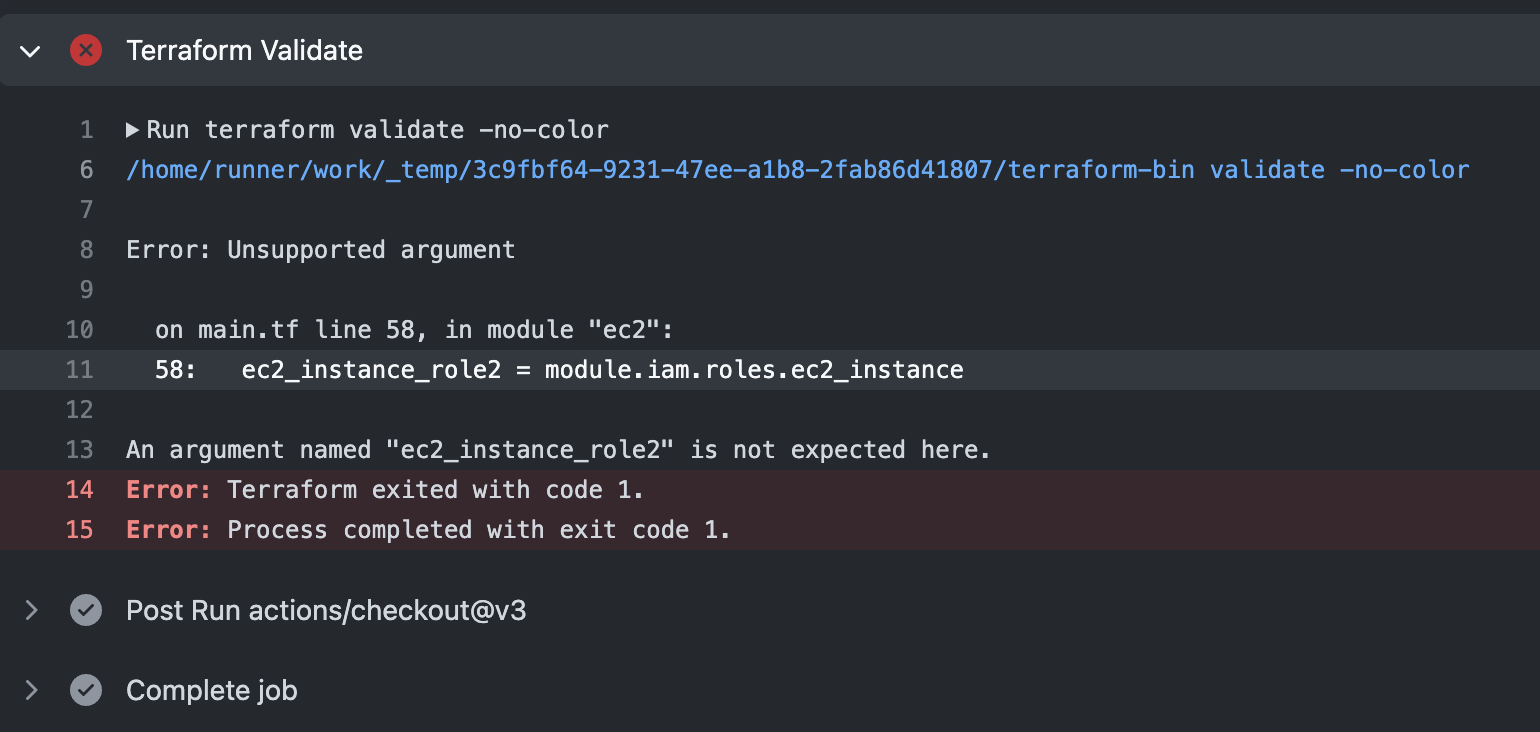 Terraform Validate
1 ▶Run terraform validate -no-color
6 /home/runner/work/_temp/3c9fbf64-9231-47ee-a1b8-2fab86d41807/terraform-bin validate -no-color
7
8 Error: Unsupported argument
9
10   on main.tf line 58, in module "ec2":
11   58:   ec2_instance_role2 = module.iam.roles.ec2_instance
12
13 An argument named "ec2_instance_role2" is not expected here.
14 Error: Terraform exited with code 1.
15 Error: Process completed with exit code 1.
Post Run actions/checkout@v3
Complete job